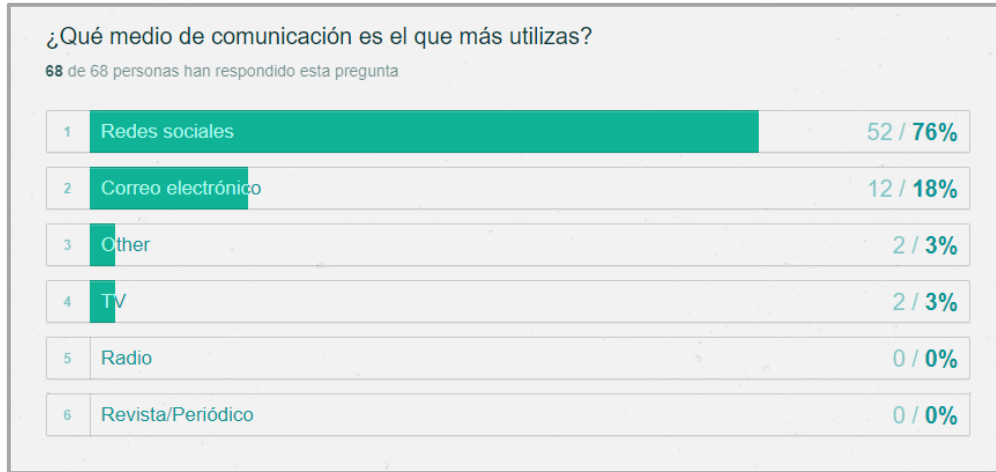 ¿Qué medio de comunicación es el que más utilizas?
68 de 68 personas han respondido esta pregunta
1 Redes sociales 52 / 76%
2 Correo electrónico 12 / 18%
3 Other 2 / 3%
4 TV 2 / 3%
5 Radio 0 / 0%
6 Revista/Periódico 0 / 0%